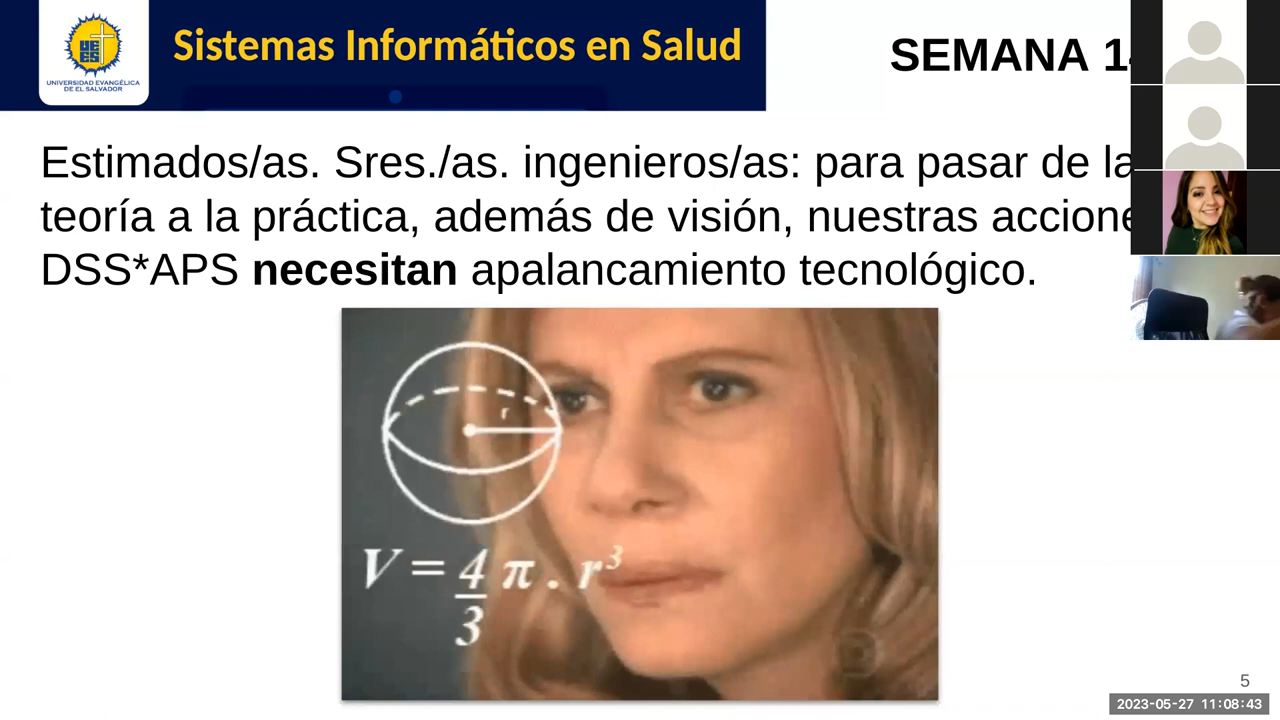 UNIVERSIDAD EVANGÉLICA
DE EL SALVADOR
Sistemas Informáticos en Salud
SEMANA
Estimados/as. Sres./as. ingenieros/as: para pasar de la
teoría a la práctica, además de visión, nuestras
DSS*APS necesitan apalancamiento tecnológico.
r
V = 4/3 π . r³
5
2023-05-27 11:08:43